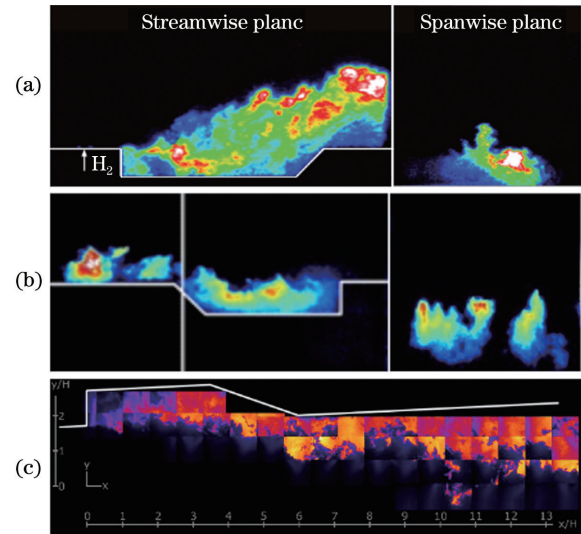 Streamwise planc
Spanwise planc
(a)
H2
(b)
(c)
y/H
2
1
0
y
x
0 1 2 3 4 5 6 7 8 9 10 11 12 13
x/H